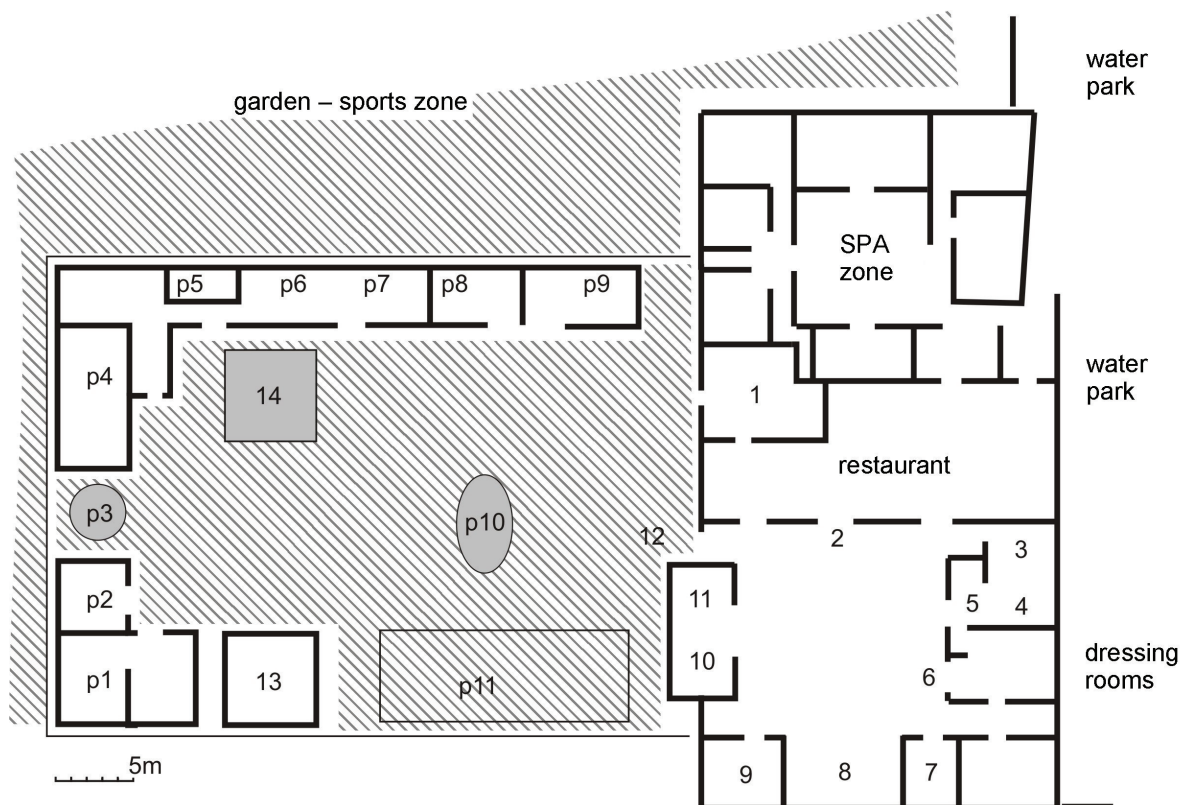 water
park
garden – sports zone
SPA
zone
p5
p6
p7
p8
p9
p4
14
1
water
park
restaurant
p3
p10
12
2
3
p2
11
5
4
p1
13
p11
10
6
dressing
rooms
5m
9
8
7